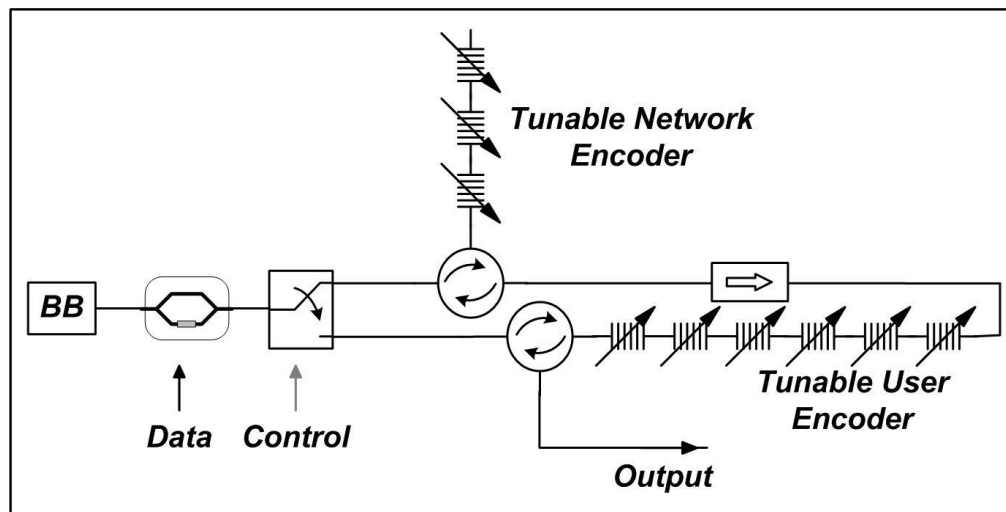 Tunable Network
Encoder
BB
Tunable User
Encoder
Data
Control
Output